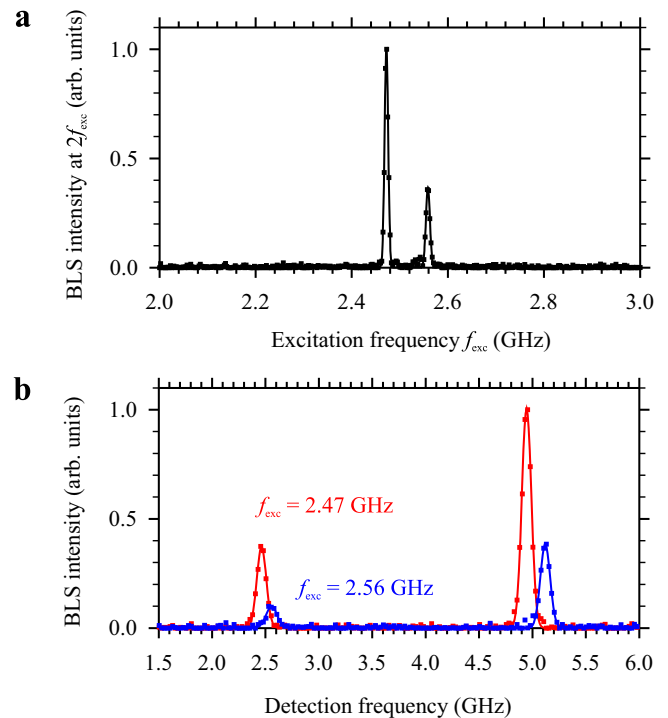 a
BLS intensity at 2f_exc (arb. units)
1.0
0.5
0.0
2.0 2.2 2.4 2.6 2.8 3.0
Excitation frequency f_exc (GHz)
b
BLS intensity (arb. units)
1.0
0.5
0.0
f_exc = 2.47 GHz
f_exc = 2.56 GHz
1.5 2.0 2.5 3.0 3.5 4.0 4.5 5.0 5.5 6.0
Detection frequency (GHz)